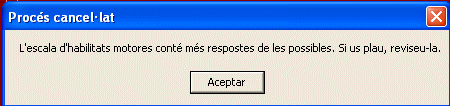 Procés cancel·lat
L'escala d'habilitats motores conté més respostes de les possibles. Si us plau, reviseu-la.
Aceptar